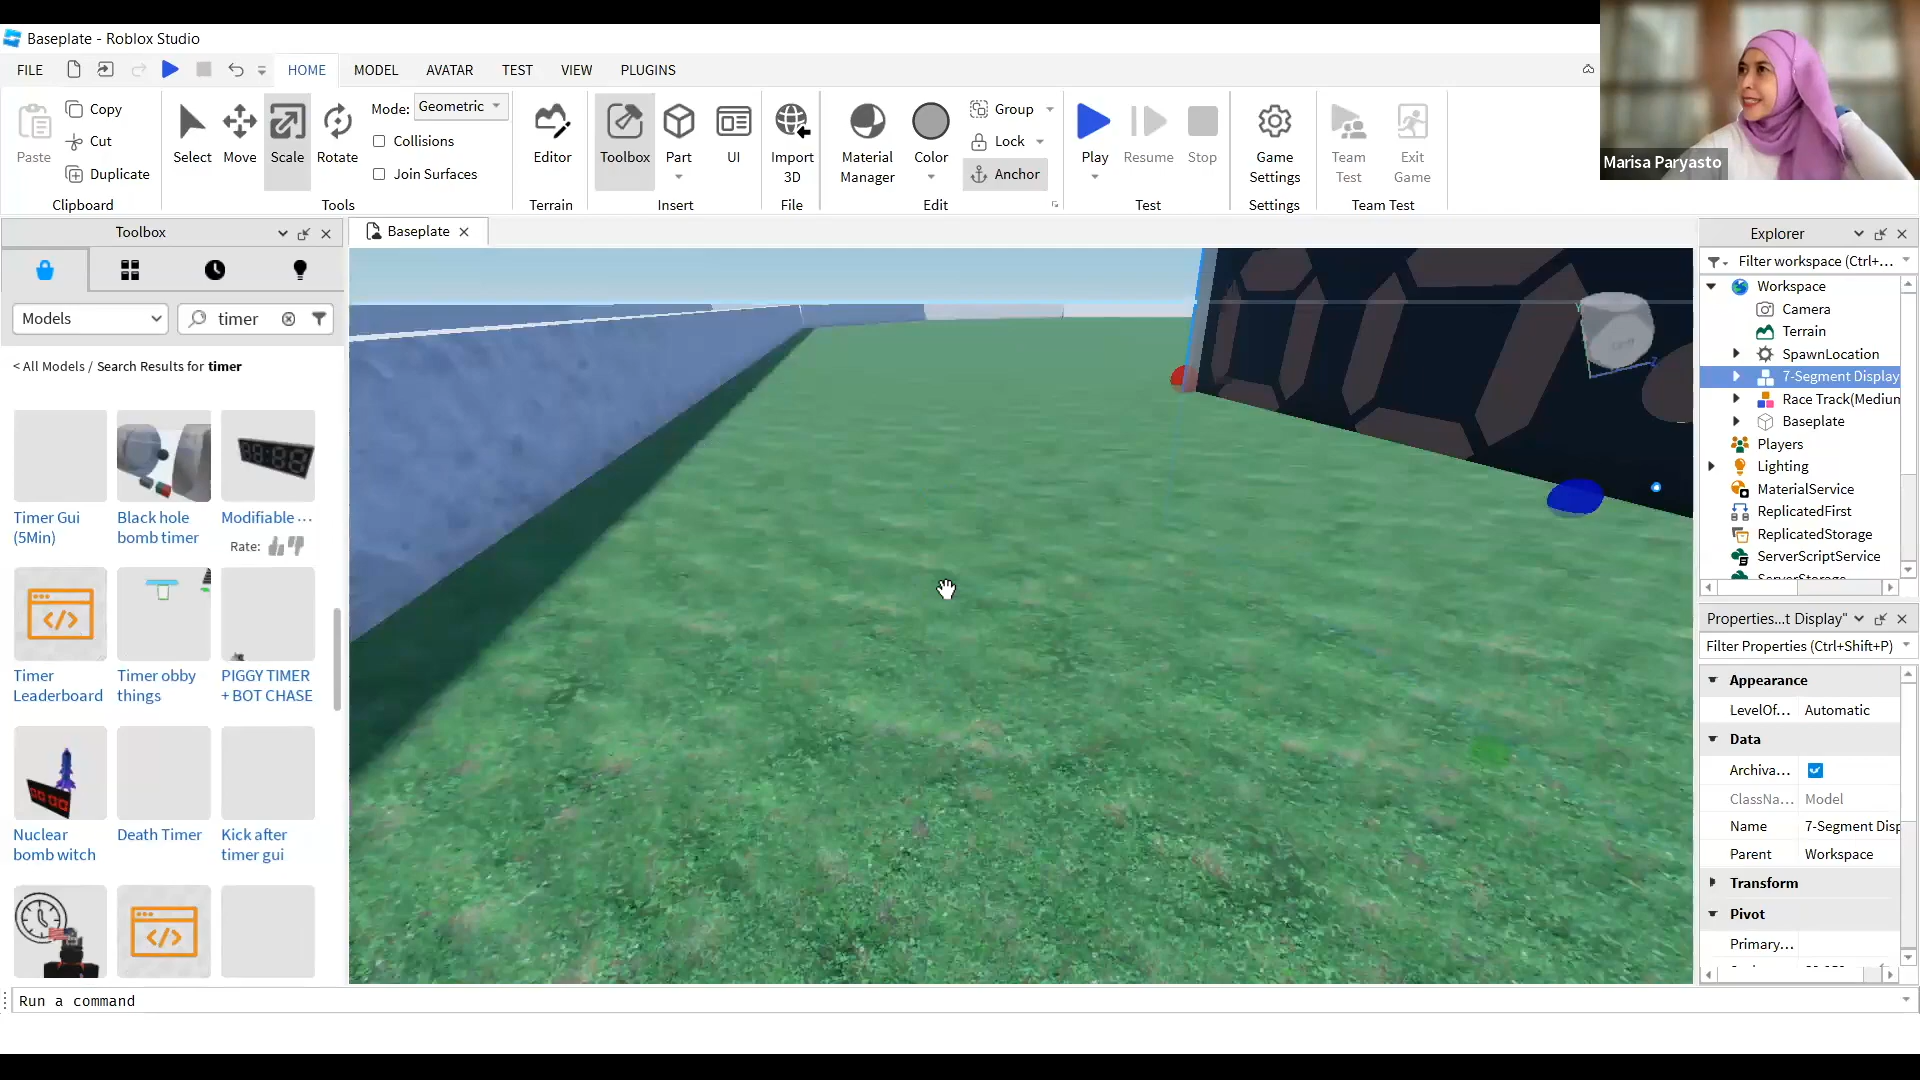 Baseplate - Roblox Studio
FILE
HOME
MODEL
AVATAR
TEST
VIEW
PLUGINS
Paste
Copy
Cut
Duplicate
Clipboard
Select
Move
Scale
Rotate
Mode: Geometric
Collisions
Join Surfaces
Tools
Editor
Terrain
Toolbox
Part
UI
Insert
Import
3D
File
Material
Manager
Color
Group
Lock
Anchor
Edit
Play
Resume
Stop
Test
Game
Settings
Settings
Team
Test
Exit
Game
Team Test
Marisa Paryasto
Toolbox
Models
timer
< All Models / Search Results for timer
Timer Gui
(5Min)
Black hole
bomb timer
Modifiable ...
Rate:
Timer
Leaderboard
Timer obby
things
PIGGY TIMER
+ BOT CHASE
Nuclear
bomb witch
Death Timer
Kick after
timer gui
Baseplate
Explorer
Filter workspace (Ctrl+...
Workspace
Camera
Terrain
SpawnLocation
7-Segment Display
Race Track(Medium
Baseplate
Players
Lighting
MaterialService
ReplicatedFirst
ReplicatedStorage
ServerScriptService
ServerStorage
Properties...t Display"
Filter Properties (Ctrl+Shift+P)
Appearance
LevelOf... Automatic
Data
Archiva...
ClassNa... Model
Name 7-Segment Disp
Parent Workspace
Transform
Pivot
Primary...
Run a command